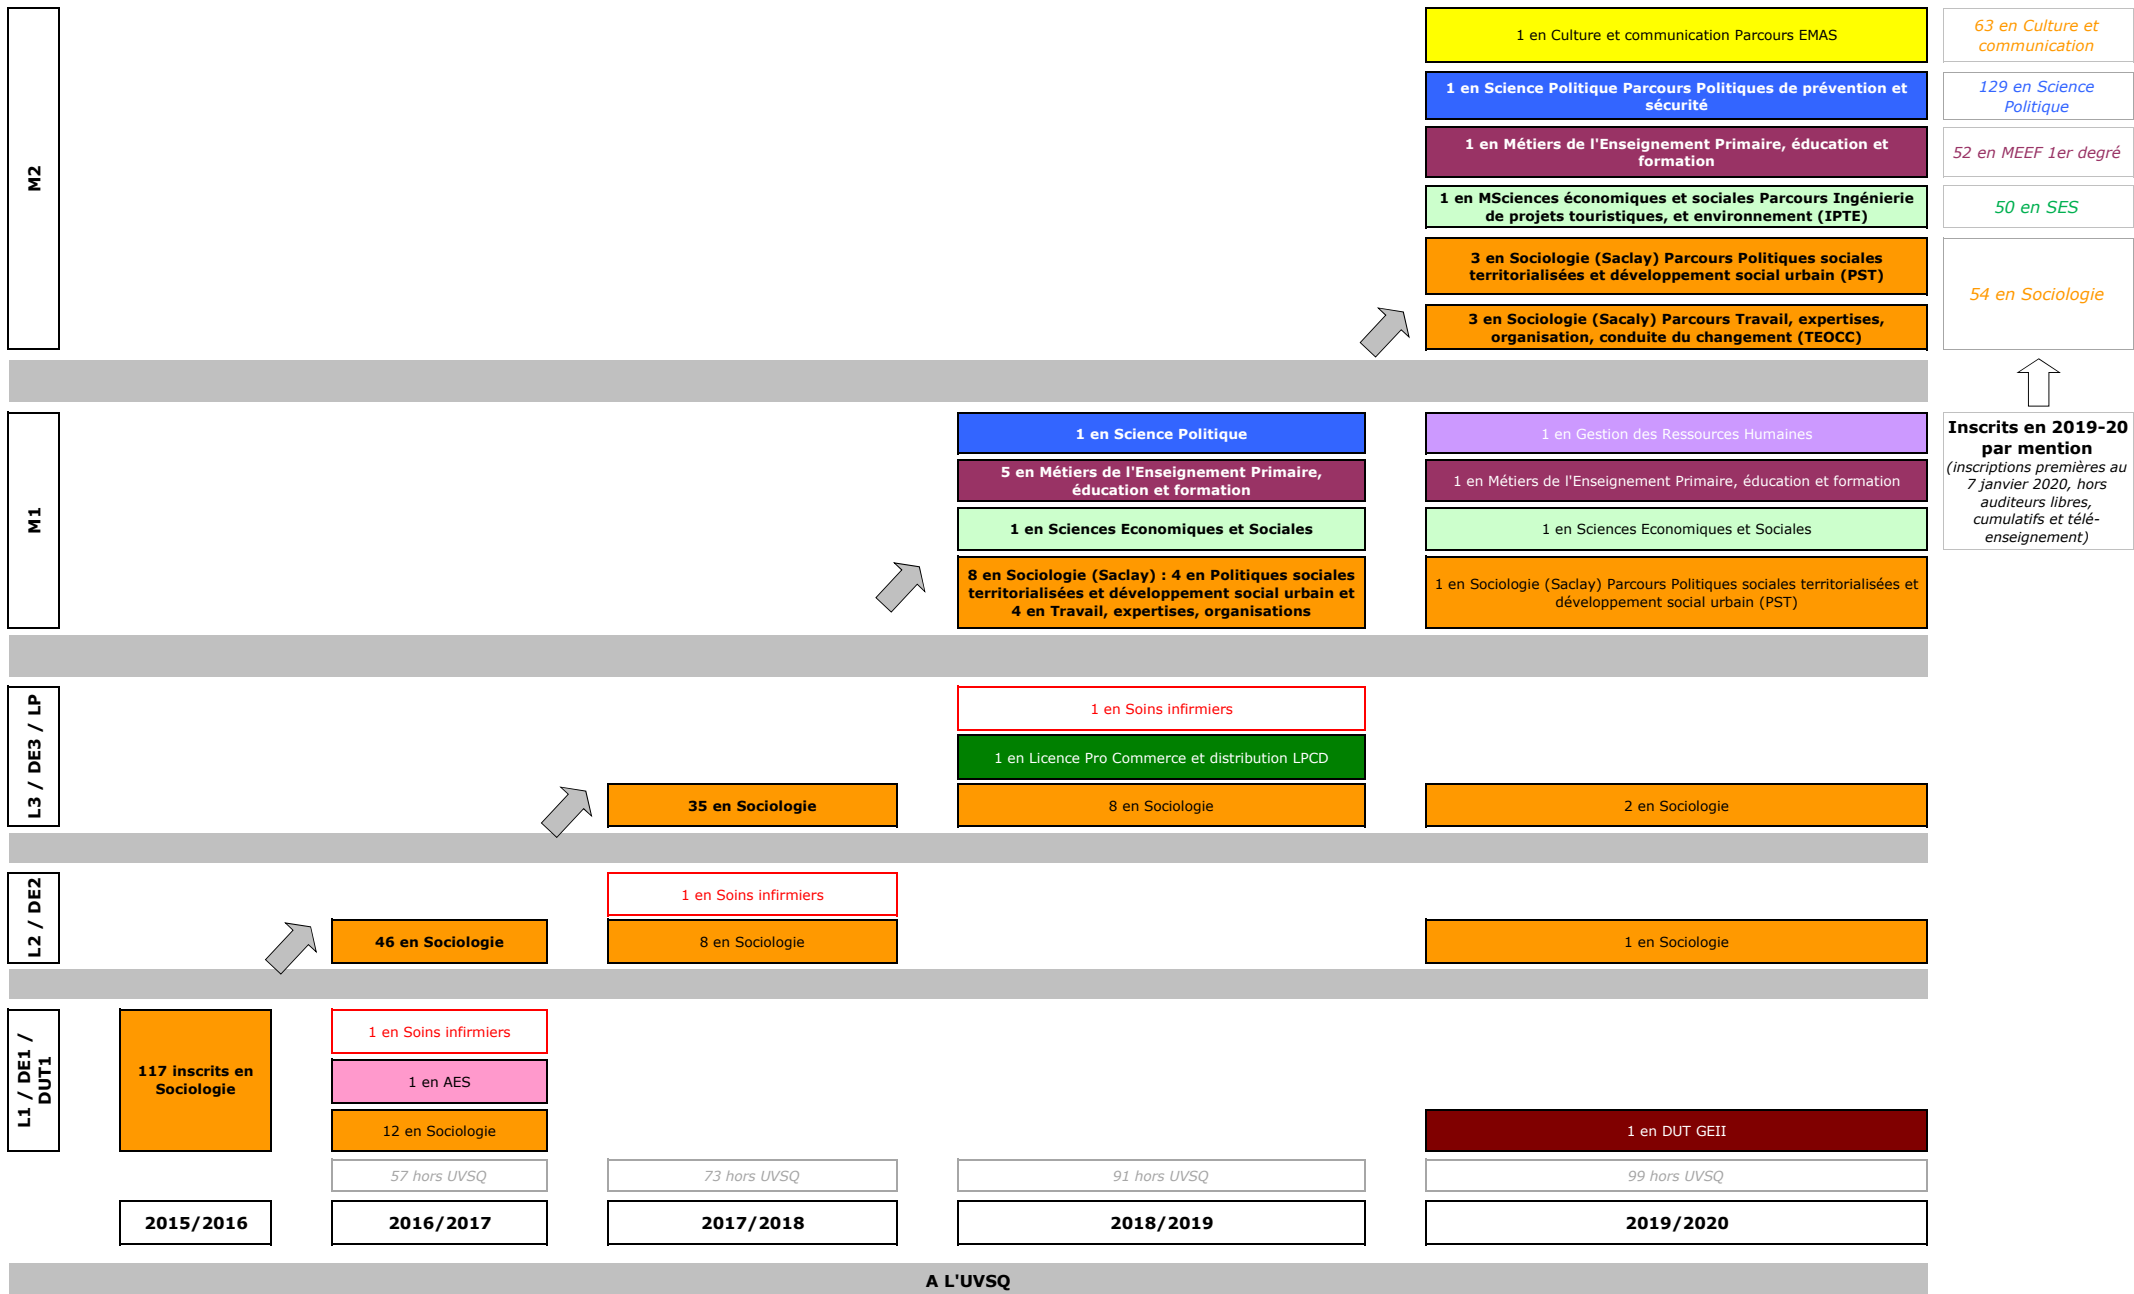 M2
1 en Culture et communication Parcours EMAS
1 en Science Politique Parcours Politiques de prévention et
sécurité
1 en Métiers de l'Enseignement Primaire, éducation et
formation
1 en MSciences économiques et sociales Parcours Ingénierie
de projets touristiques, et environnement (IPTE)
3 en Sociologie (Saclay) Parcours Politiques sociales
territorialisées et développement social urbain (PST)
3 en Sociologie (Sacaly) Parcours Travail, expertises,
organisation, conduite du changement (TEOCC)
63 en Culture et
communication
129 en Science
Politique
52 en MEEF 1er degré
50 en SES
54 en Sociologie
M1
1 en Science Politique
5 en Métiers de l'Enseignement Primaire,
éducation et formation
1 en Sciences Economiques et Sociales
8 en Sociologie (Saclay) : 4 en Politiques sociales
territorialisées et développement social urbain et
4 en Travail, expertises, organisations
1 en Gestion des Ressources Humaines
1 en Métiers de l'Enseignement Primaire, éducation et formation
1 en Sciences Economiques et Sociales
1 en Sociologie (Saclay) Parcours Politiques sociales territorialisées et
développement social urbain (PST)
Inscrits en 2019-20
par mention
(inscriptions premières au
7 janvier 2020, hors
auditeurs libres,
cumulatifs et télé-
enseignement)
L3 / DE3 / LP
35 en Sociologie
1 en Soins infirmiers
1 en Licence Pro Commerce et distribution LPCD
8 en Sociologie
2 en Sociologie
L2 / DE2
46 en Sociologie
1 en Soins infirmiers
8 en Sociologie
1 en Sociologie
L1 / DE1 /
DUT1
117 inscrits en
Sociologie
1 en Soins infirmiers
1 en AES
12 en Sociologie
1 en DUT GEII
57 hors UVSQ
73 hors UVSQ
91 hors UVSQ
99 hors UVSQ
2015/2016
2016/2017
2017/2018
2018/2019
2019/2020
A L'UVSQ